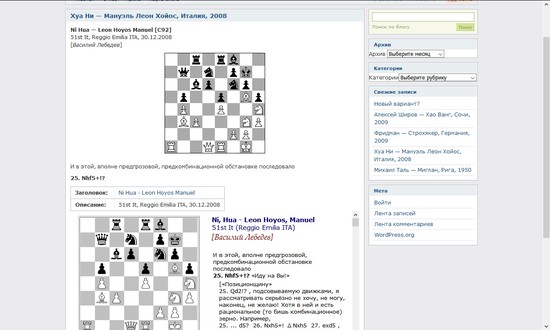 Хуа Ни — Мануэль Леон Хойос, Италия, 2008
Ni Hua — Leon Hoyos Manuel [C92]
51st It, Reggio Emilia ITA, 30.12.2008
[Василий Лебедев]
И в этой, вполне предгрозовой, предкомбинационной обстановке последовало
25. Nhf5+!?
Заголовок: Ni Hua - Leon Hoyos Manuel
Описание: 51st It, Reggio Emilia ITA, 30.12.2008
Ni, Hua - Leon Hoyos, Manuel
51st It (Reggio Emilia ITA)
[Василий Лебедев]
И в этой, вполне предгрозовой,
предкомбинационной обстановке
последовало
25. Nhf5+!? «Иду на Вы!»
[«Позиционщину»
25. Qd2!? , подсовываемую движками, я
рассматривать серьёзно не хочу, не могу,
наконец, не желаю! Хотя в ней и есть
рациональное (то бишь комбинационное)
зерно. Например:
25. ... d5? 26. Nxh5+! Δ Nxh5 27. exd5 ,
Поиск по блогу
Поиск
Архив
Архив Выберите месяц
Категории
Категории Выберите рубрику
Свежие записи
Новый вариант?
Алексей Широв — Хао Ванг, Сочи,
2009
Фридман — Строхякер, Германия,
2009
Хуа Ни — Мануэль Леон Хойос,
Италия, 2008
Михаил Таль — Миглан, Рига, 1950
Мета
Войти
Лента записей
Лента комментариев
WordPress.org